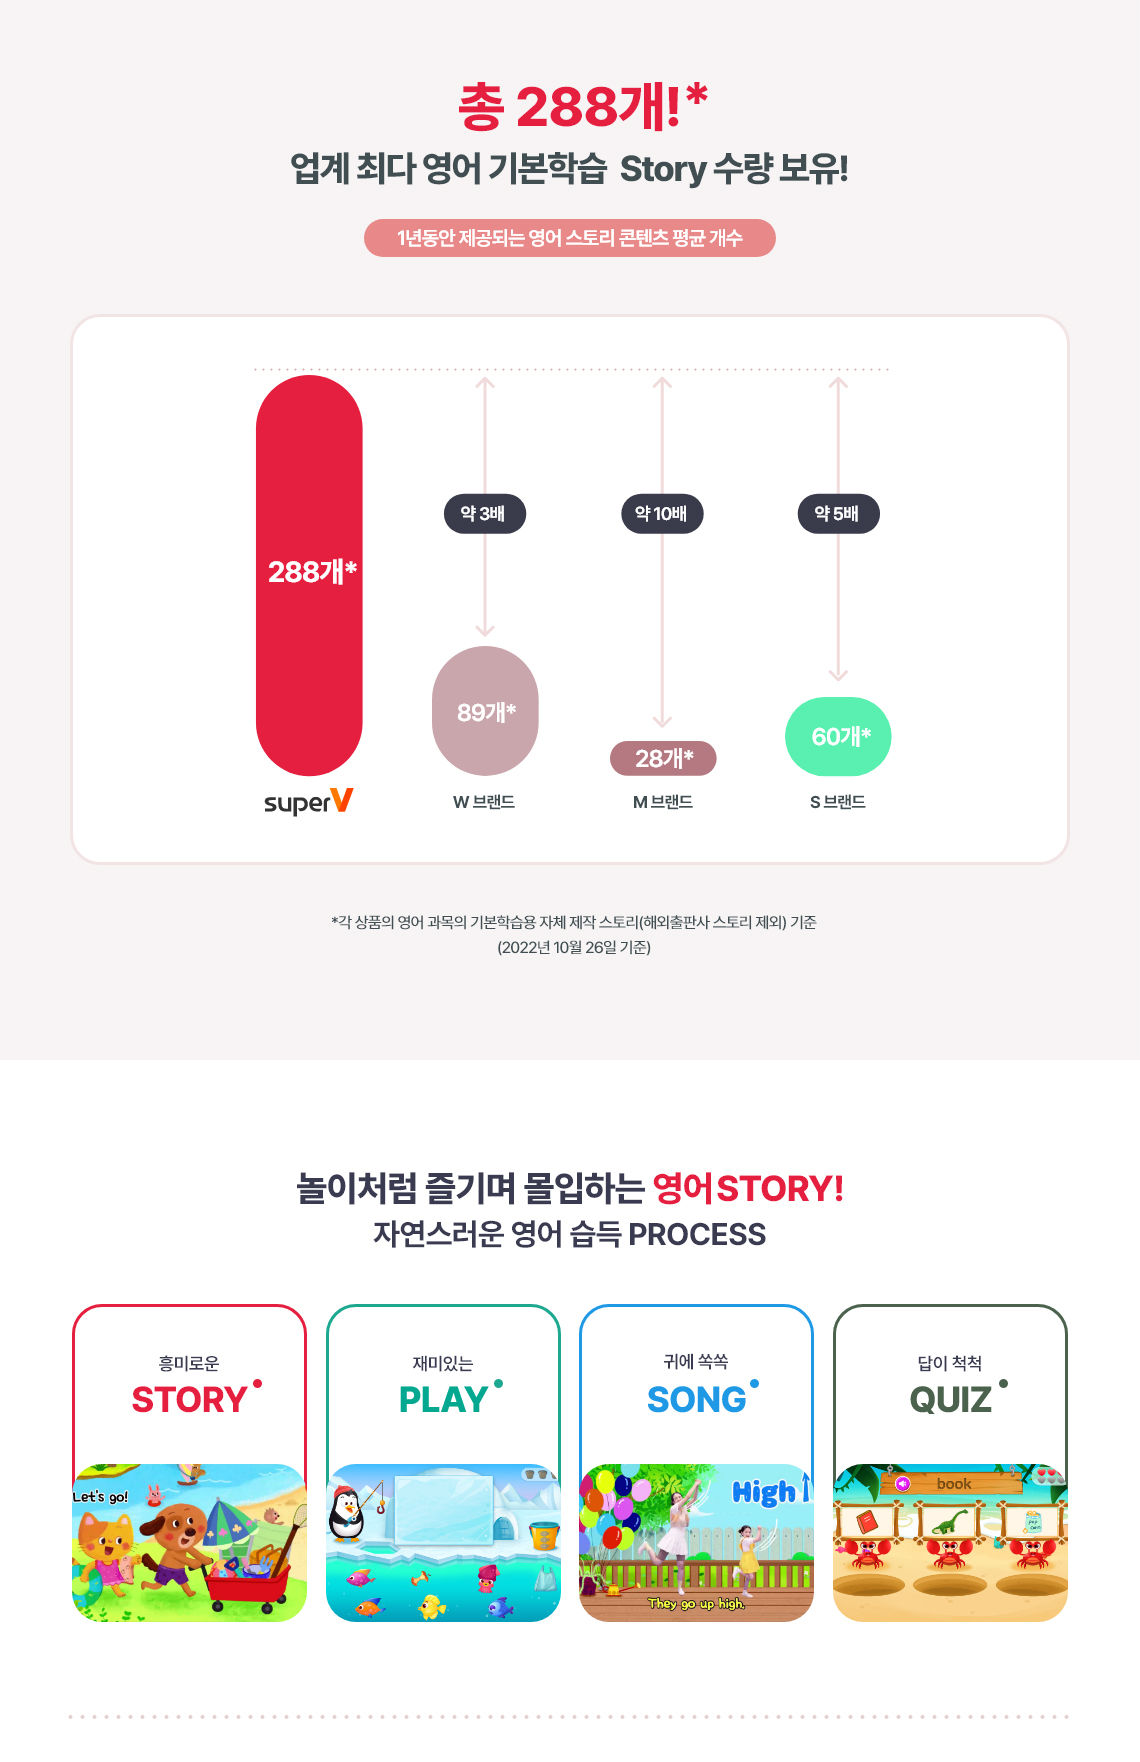 총 288개!*
업계 최다 영어 기본학습 Story 수량 보유!
1년동안 제공되는 영어 스토리 콘텐츠 평균 개수
약 3배
약 10배
약 5배
288개*
89개*
28개*
60개*
superV
W 브랜드
M 브랜드
S 브랜드
*각 상품의 영어 과목의 기본학습용 자체 제작 스토리(해외출판사 스토리 제외) 기준
(2022년 10월 26일 기준)
놀이처럼 즐기며 몰입하는 영어 STORY!
자연스러운 영어 습득 PROCESS
흥미로운
STORY
재미있는
PLAY
귀에 쏙쏙
SONG
답이 척척
QUIZ
Let's go!
High
They go up high.
book